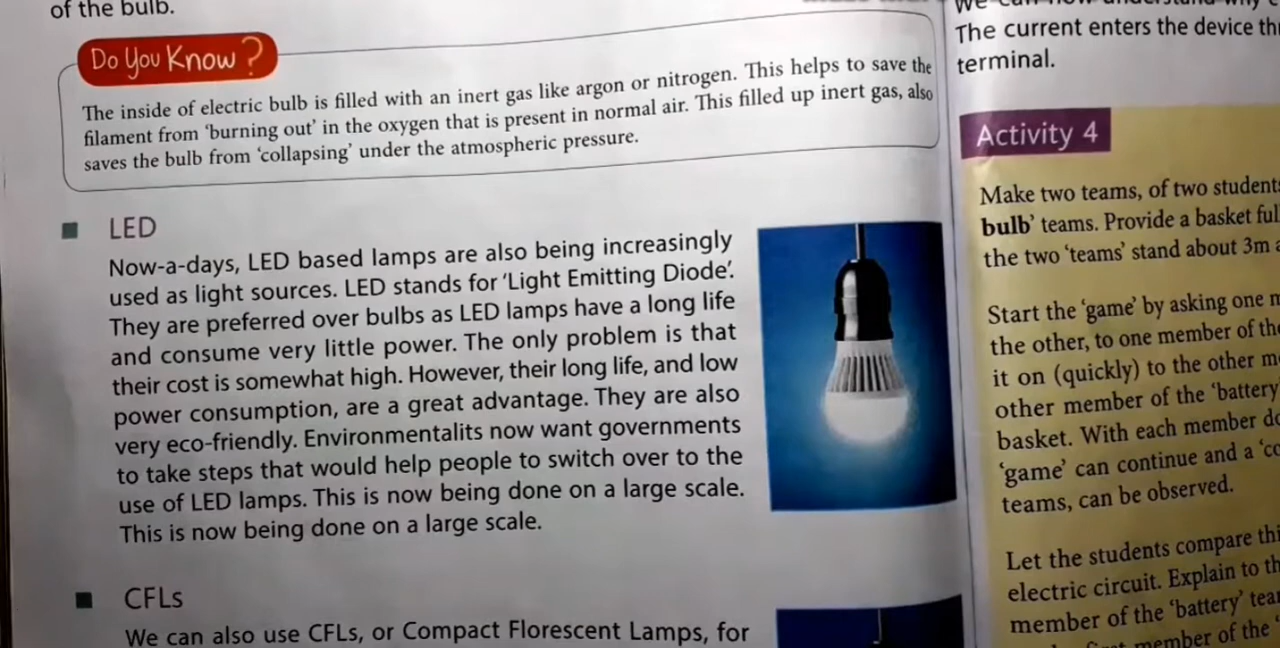 of the bulb.
Do You Know ?
The inside of electric bulb is filled with an inert gas like argon or nitrogen. This helps to save the
filament from 'burning out' in the oxygen that is present in normal air. This filled up inert gas, also
saves the bulb from 'collapsing' under the atmospheric pressure.
LED
Now-a-days, LED based lamps are also being increasingly
used as light sources. LED stands for 'Light Emitting Diode'.
They are preferred over bulbs as LED lamps have a long life
and consume very little power. The only problem is that
their cost is somewhat high. However, their long life, and low
power consumption, are a great advantage. They are also
very eco-friendly. Environmentalits now want governments
to take steps that would help people to switch over to the
use of LED lamps. This is now being done on a large scale.
This is now being done on a large scale.
CFLs
We can also use CFLs, or Compact Florescent Lamps, for
The current enters the device
terminal.
Activity 4
Make two teams, of two students
bulb' teams. Provide a basket
the two 'teams' stand about 3m
Start the 'game' by asking one
the other, to one member of
it on (quickly) to the other
other member of the 'battery
basket. With each member
'game' can continue and a
teams, can be observed.
Let the students compare
electric circuit. Explain to
member of the 'battery'
member of the